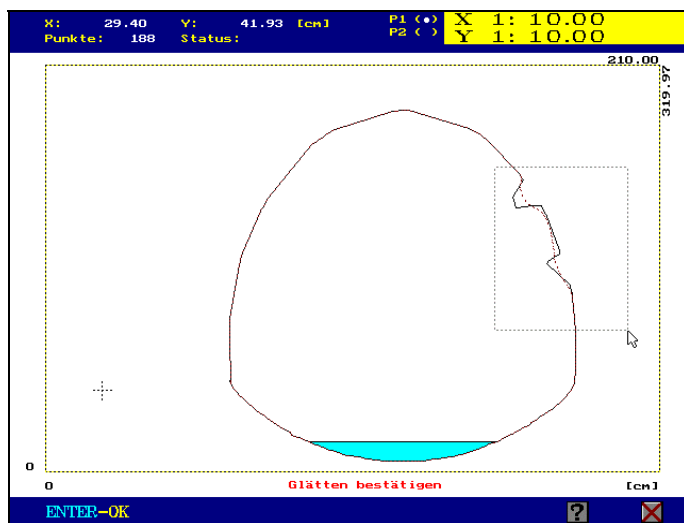 X: 29.40 Y: 41.93 [cm] P1 (●) X 1: 10.00
Punkte: 188 Status: P2 ( ) Y 1: 10.00
210.00
319.97
0
0 Glätten bestätigen [cm]
ENTER-OK ?